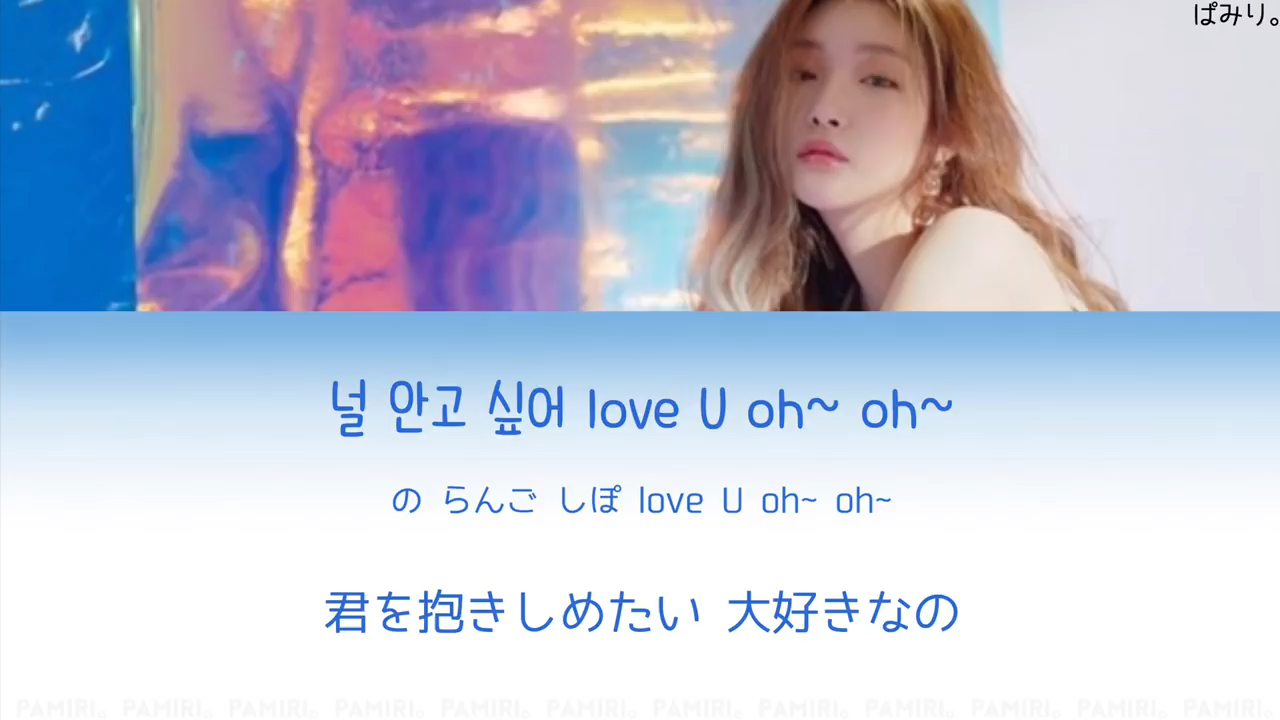 ぱみり。
널 안고 싶어 love U oh~ oh~
の らんご しぽ love U oh~ oh~
君を抱きしめたい 大好きなの
PAMIRI。 PAMIRI。 PAMIRI。 PAMIRI。 PAMIRI。 PAMIRI。 PAMIRI。 PAMIRI。 PAMIRI。 PAMIRI。 PAMIRI。 PAMIRI。